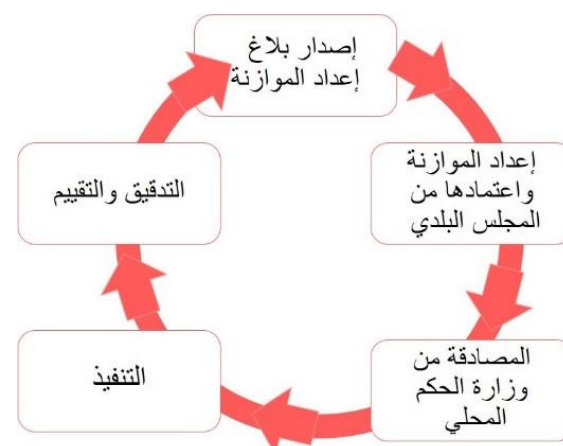 إصدار بلاغ
إعداد الموازنة
إعداد الموازنة
واعتمادها من
المجلس البلدي
المصادقة من
وزارة الحكم
المحلي
التنفيذ
التدقيق والتقييم